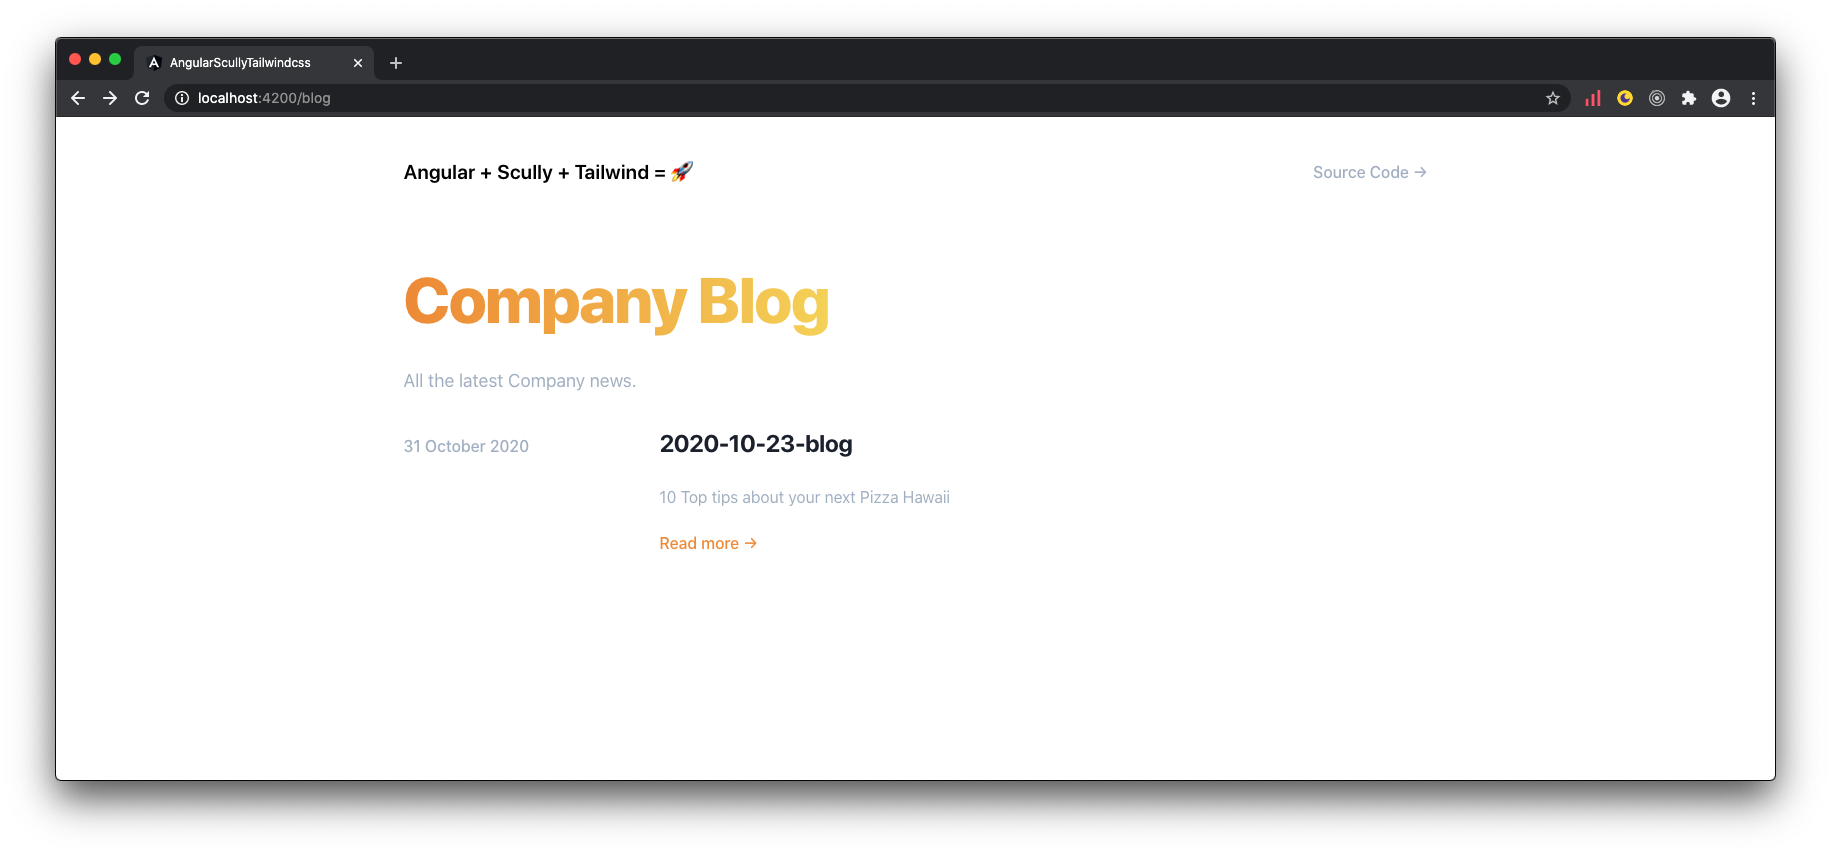 AngularScullyTailwindcss
localhost:4200/blog
Angular + Scully + Tailwind = 🚀
Source Code →
Company Blog
All the latest Company news.
31 October 2020
2020-10-23-blog
10 Top tips about your next Pizza Hawaii
Read more →